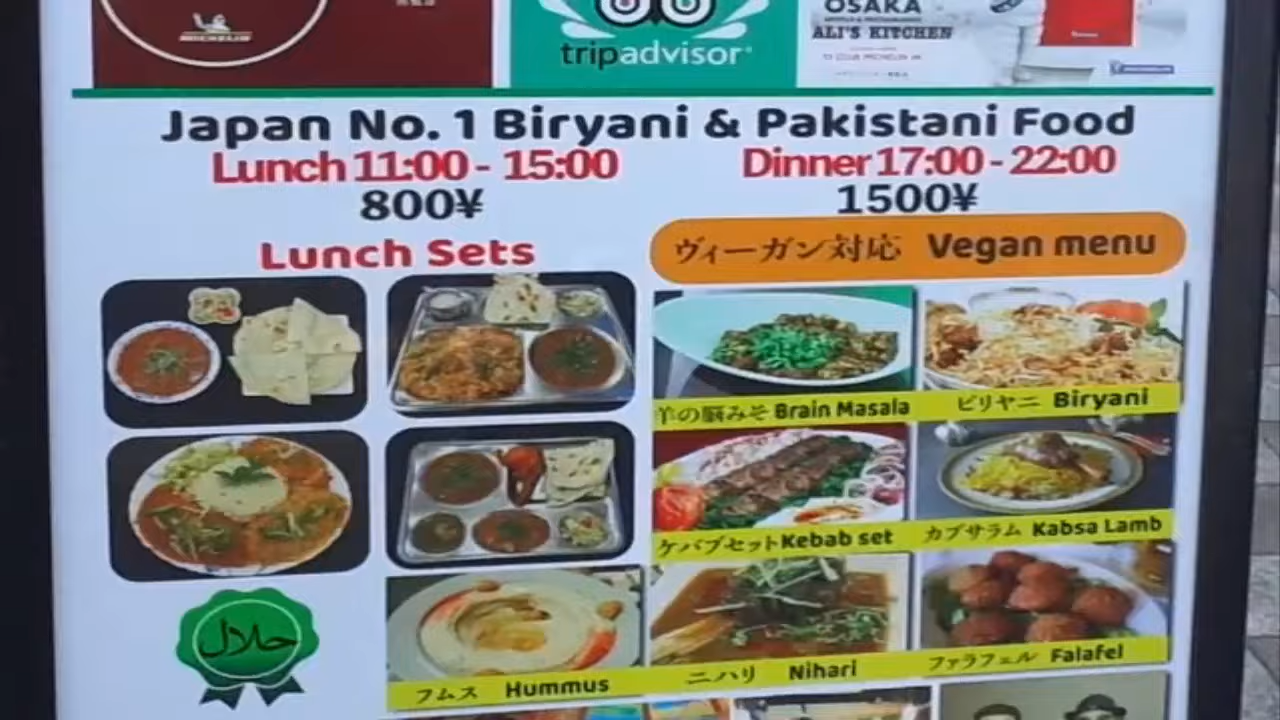 MICHELIN
tripadvisor
OSAKA
ALI'S KITCHEN
Japan No. 1 Biryani & Pakistani Food
Lunch 11:00 - 15:00
800¥
Dinner 17:00 - 22:00
1500¥
Lunch Sets
ヴィーガン対応 Vegan menu
羊の脳みそ Brain Masala
ビリヤニ Biryani
ケバブセット Kebab set
カブサラム Kabsa Lamb
フムス Hummus
ニハリ Nihari
ファラフェル Falafel
حلال